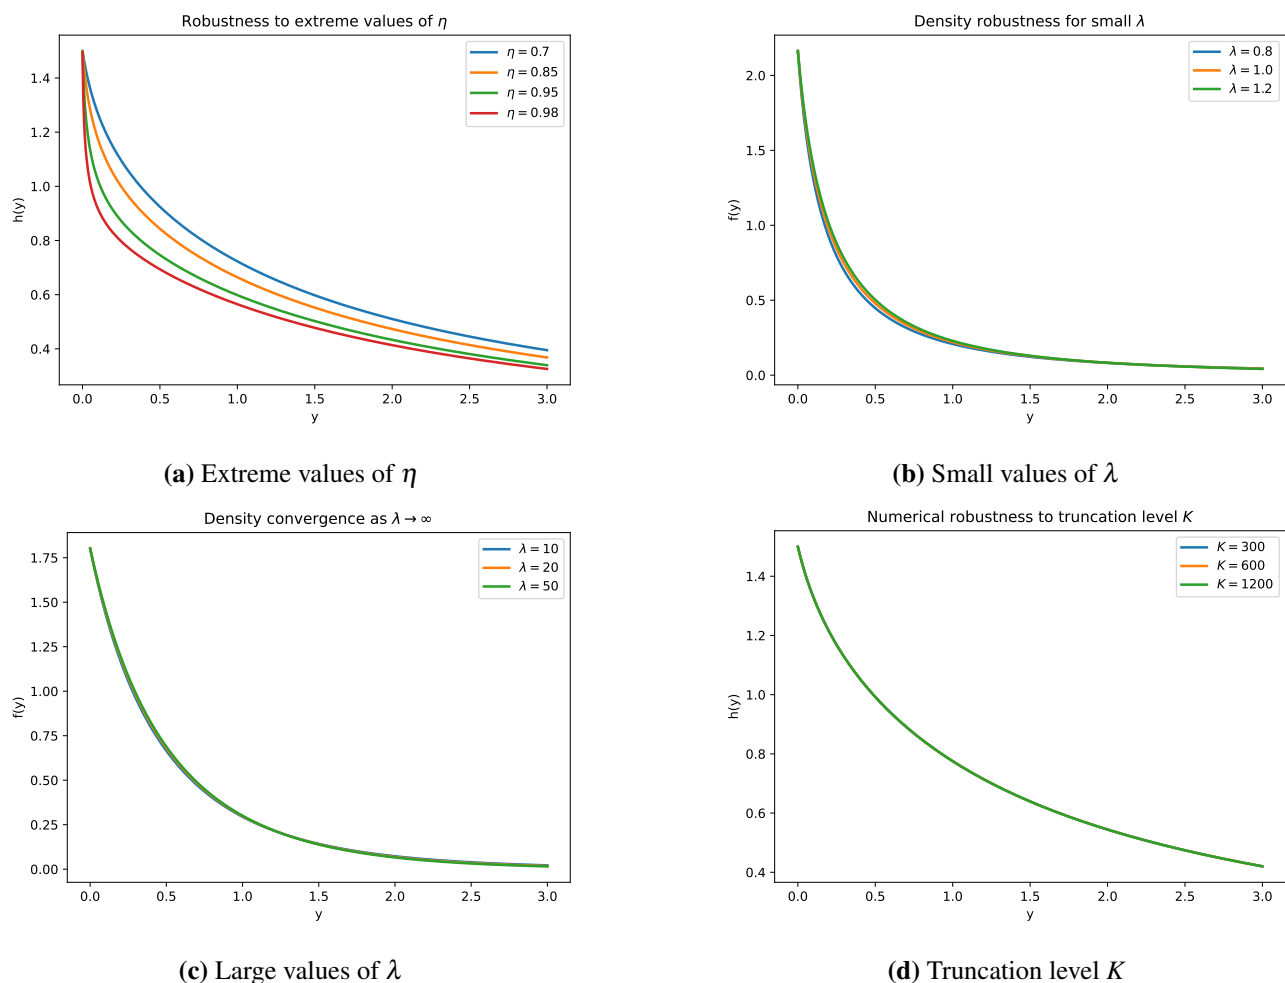 Robustness to extreme values of η
h(y)
1.4
1.2
1.0
0.8
0.6
0.4
η = 0.7
η = 0.85
η = 0.95
η = 0.98
0.0 0.5 1.0 1.5 2.0 2.5 3.0
y
(a) Extreme values of η
Density robustness for small λ
f(y)
2.0
1.5
1.0
0.5
0.0
λ = 0.8
λ = 1.0
λ = 1.2
0.0 0.5 1.0 1.5 2.0 2.5 3.0
y
(b) Small values of λ
Density convergence as λ → ∞
f(y)
1.75
1.50
1.25
1.00
0.75
0.50
0.25
0.00
λ = 10
λ = 20
λ = 50
0.0 0.5 1.0 1.5 2.0 2.5 3.0
y
(c) Large values of λ
Numerical robustness to truncation level K
h(y)
1.4
1.2
1.0
0.8
0.6
0.4
K = 300
K = 600
K = 1200
0.0 0.5 1.0 1.5 2.0 2.5 3.0
y
(d) Truncation level K